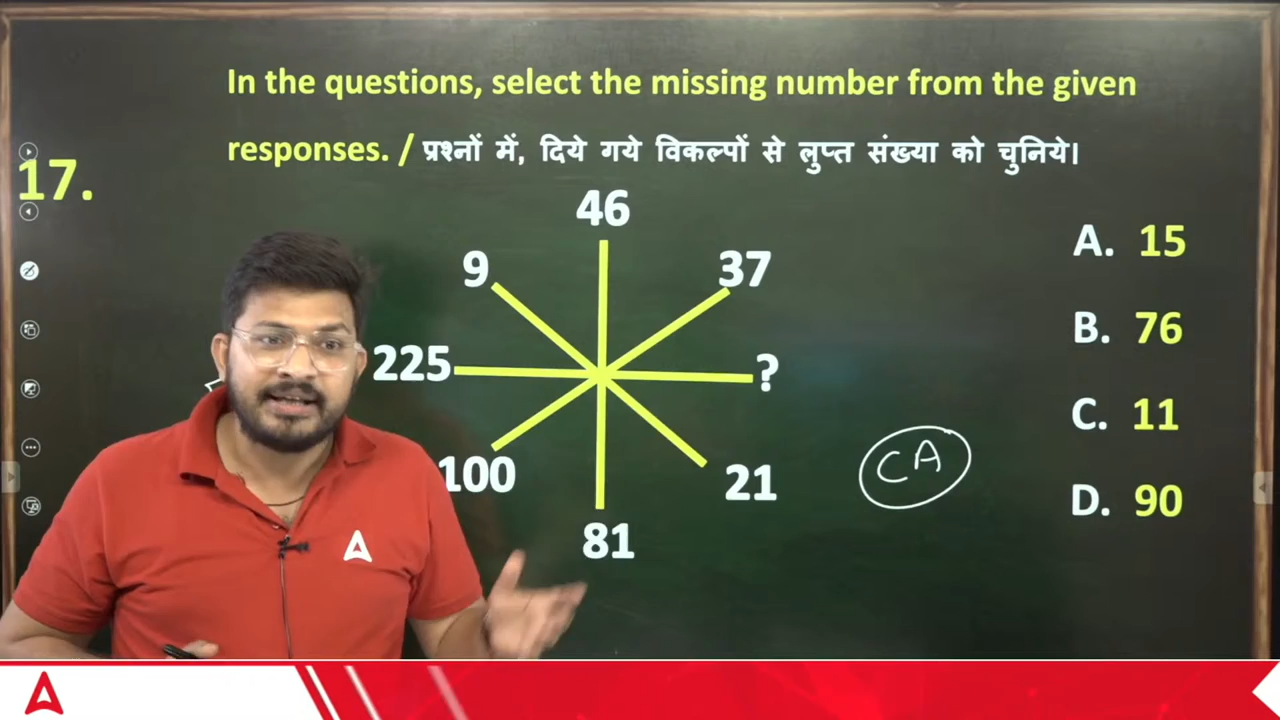 In the questions, select the missing number from the given
responses. / प्रश्नों में, दिये गये विकल्पों से लुप्त संख्या को चुनिये।
17.
46
9
37
225
?
100
21
81
A. 15
B. 76
C. 11
D. 90
CA